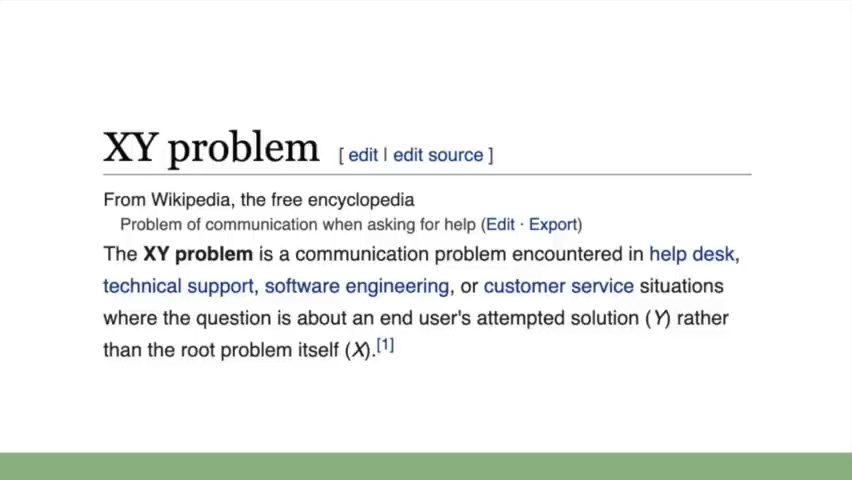 XY problem [ edit | edit source ]
From Wikipedia, the free encyclopedia
Problem of communication when asking for help (Edit · Export)
The XY problem is a communication problem encountered in help desk,
technical support, software engineering, or customer service situations
where the question is about an end user's attempted solution (Y) rather
than the root problem itself (X).[1]